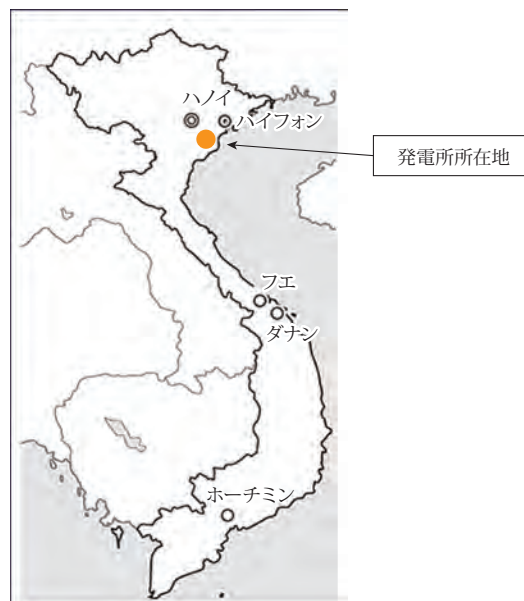 ハノイ
ハイフォン
発電所所在地
フエ
ダナン
ホーチミン